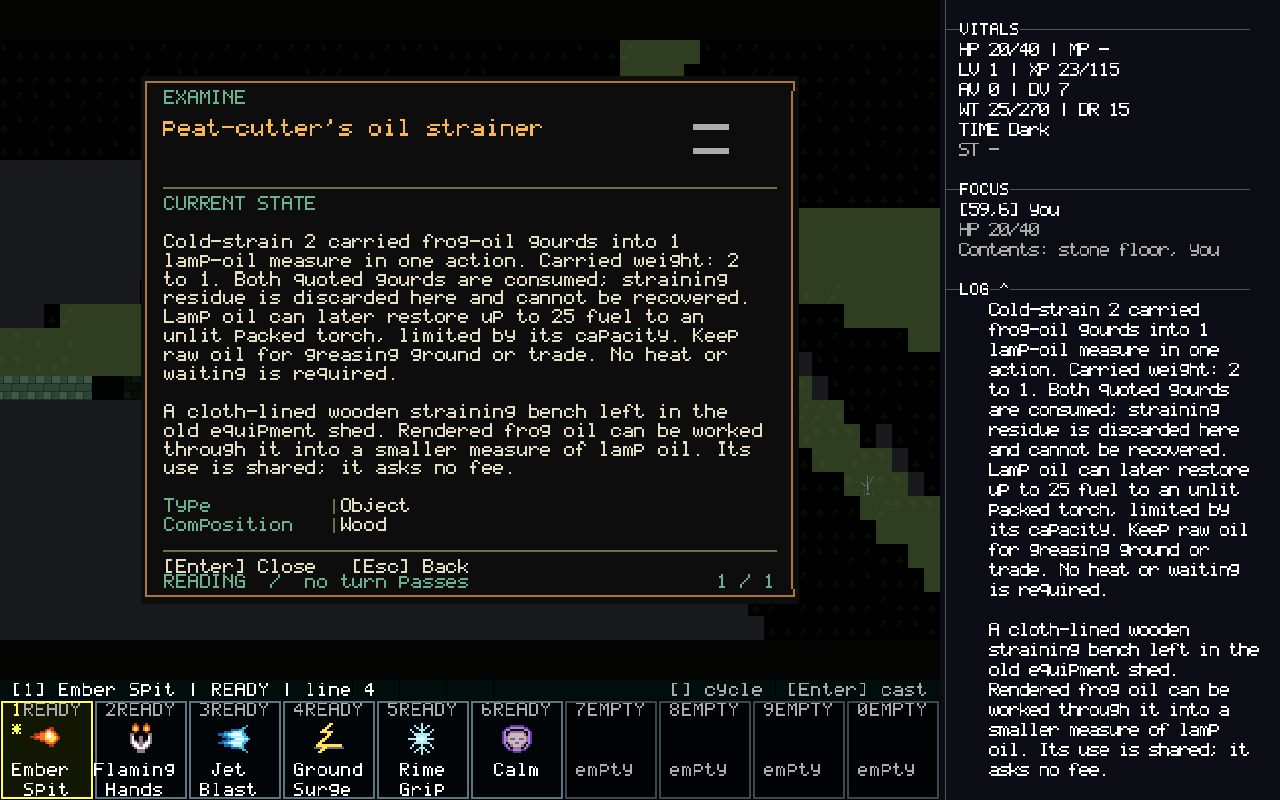 EXAMINE
Peat-cutter's oil strainer
CURRENT STATE
Cold-strain 2 carried frog-oil gourds into 1
lamp-oil measure in one action. Carried weight: 2
to 1. Both quoted gourds are consumed; straining
residue is discarded here and cannot be recovered.
Lamp oil can later restore up to 25 fuel to an
unlit packed torch, limited by its capacity. Keep
raw oil for greasing ground or trade. No heat or
waiting is required.
A cloth-lined wooden straining bench left in the
old equipment shed. Rendered frog oil can be worked
through it into a smaller measure of lamp oil. Its
use is shared; it asks no fee.
Type |Object
Composition |Wood
[Enter] Close [Esc] Back
READING / no turn passes 1 / 1
VITALS
HP 20/40 | MP -
LV 1 | XP 23/115
AV 0 | DV 7
WT 25/270 | DR 15
TIME Dark
ST -
FOCUS
[59,6] You
HP 20/40
Contents: stone floor, you
LOG ^
Cold-strain 2 carried
frog-oil gourds into 1
lamp-oil measure in one
action. Carried weight: 2
to 1. Both quoted gourds
are consumed; straining
residue is discarded here
and cannot be recovered.
Lamp oil can later restore
up to 25 fuel to an unlit
packed torch, limited by
its capacity. Keep raw oil
for greasing ground or
trade. No heat or waiting
is required.
A cloth-lined wooden
straining bench left in the
old equipment shed.
Rendered frog oil can be
worked through it into a
smaller measure of lamp
oil. Its use is shared; it
asks no fee.
[1] Ember Spit | READY | line 4 [] cycle [Enter] cast
1READY 2READY 3READY 4READY 5READY 6READY 7EMPTY 8EMPTY 9EMPTY 0EMPTY
*
Ember Flaming Jet Ground Rime Calm empty empty empty empty
Spit Hands Blast Surge Grip